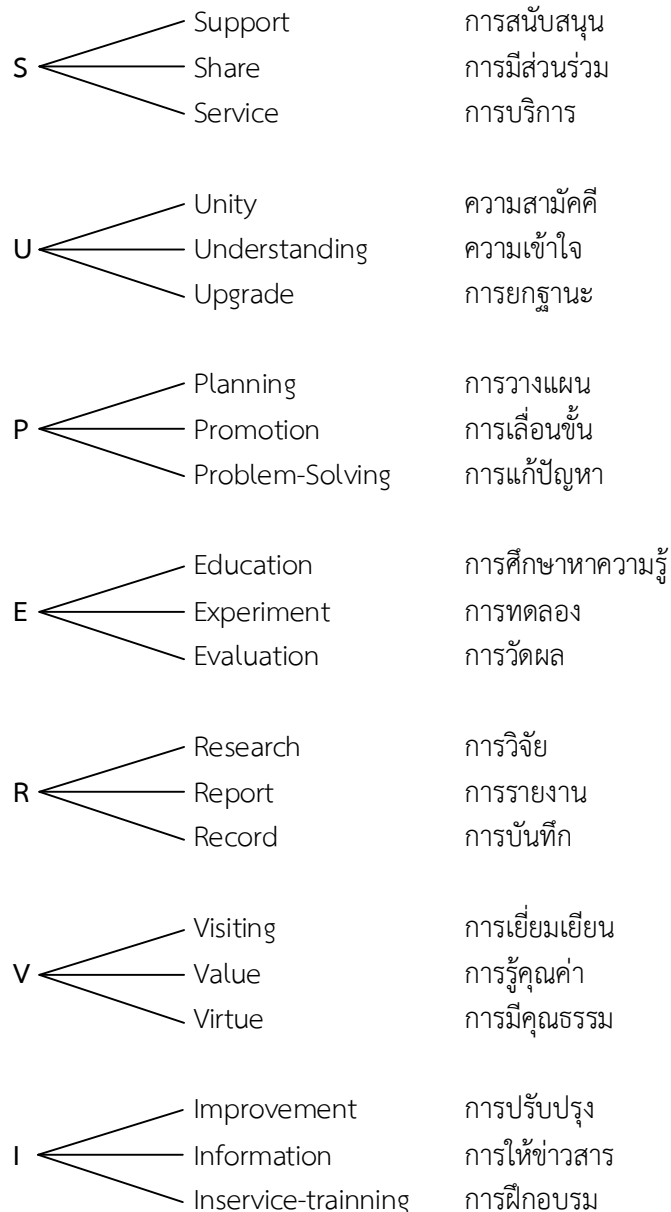 Support การสนับสนุน
S Share การมีส่วนร่วม
Service การบริการ
Unity ความสามัคคี
U Understanding ความเข้าใจ
Upgrade การยกฐานะ
Planning การวางแผน
P Promotion การเลื่อนขั้น
Problem-Solving การแก้ปัญหา
Education การศึกษาหาความรู้
E Experiment การทดลอง
Evaluation การวัดผล
Research การวิจัย
R Report การรายงาน
Record การบันทึก
Visiting การเยี่ยมเยียน
V Value การรู้คุณค่า
Virtue การมีคุณธรรม
Improvement การปรับปรุง
I Information การให้ข่าวสาร
Inservice-trainning การฝึกอบรม